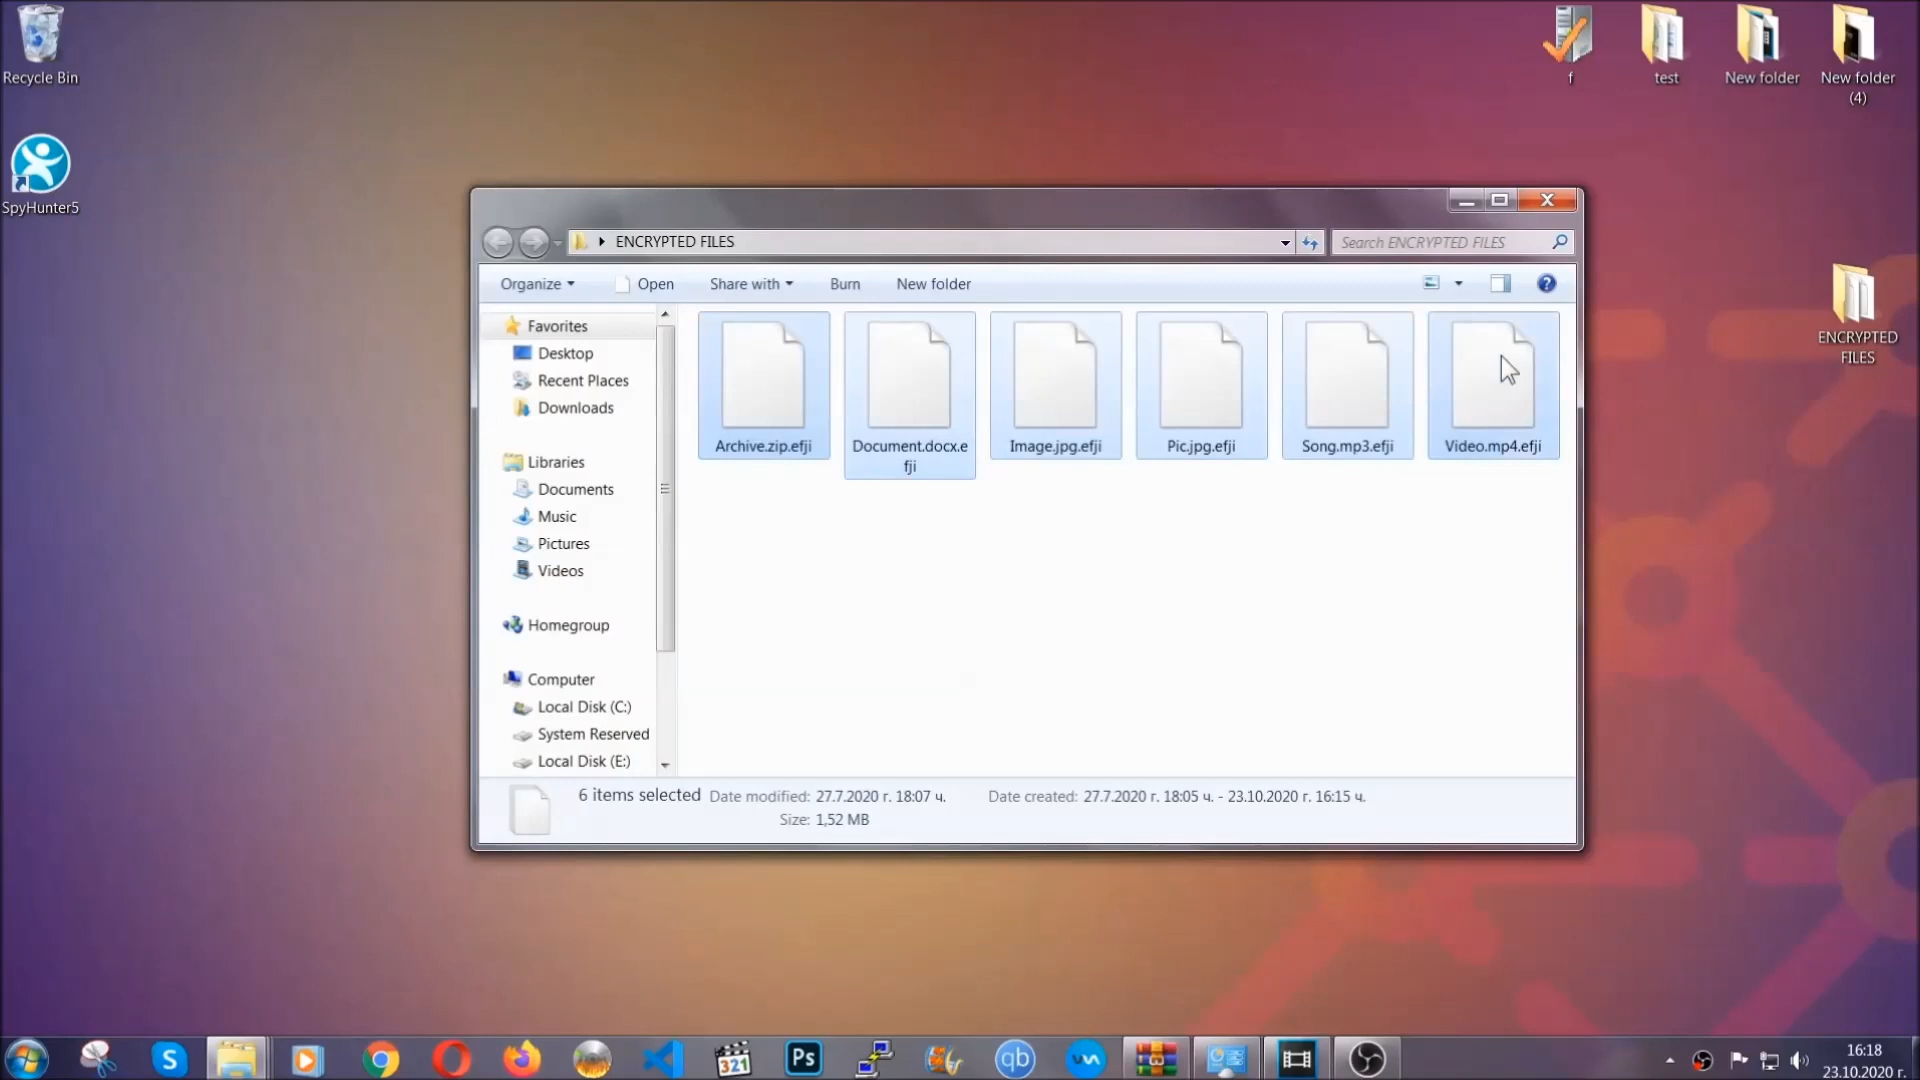 Recycle Bin
SpyHunter5
f
test
New folder
New folder
(4)
ENCRYPTED
FILES
ENCRYPTED FILES
Search ENCRYPTED FILES
Organize
Open
Share with
Burn
New folder
Favorites
Desktop
Recent Places
Downloads
Libraries
Documents
Music
Pictures
Videos
Homegroup
Computer
Local Disk (C:)
System Reserved
Local Disk (E:)
Archive.zip.efji
Document.docx.e
fji
Image.jpg.efji
Pic.jpg.efji
Song.mp3.efji
Video.mp4.efji
6 items selected Date modified: 27.7.2020 г. 18:07 ч. Date created: 27.7.2020 г. 18:05 ч. - 23.10.2020 г. 16:15 ч.
Size: 1,52 MB
S
321
Ps
qb
16:18
23.10.2020 г.